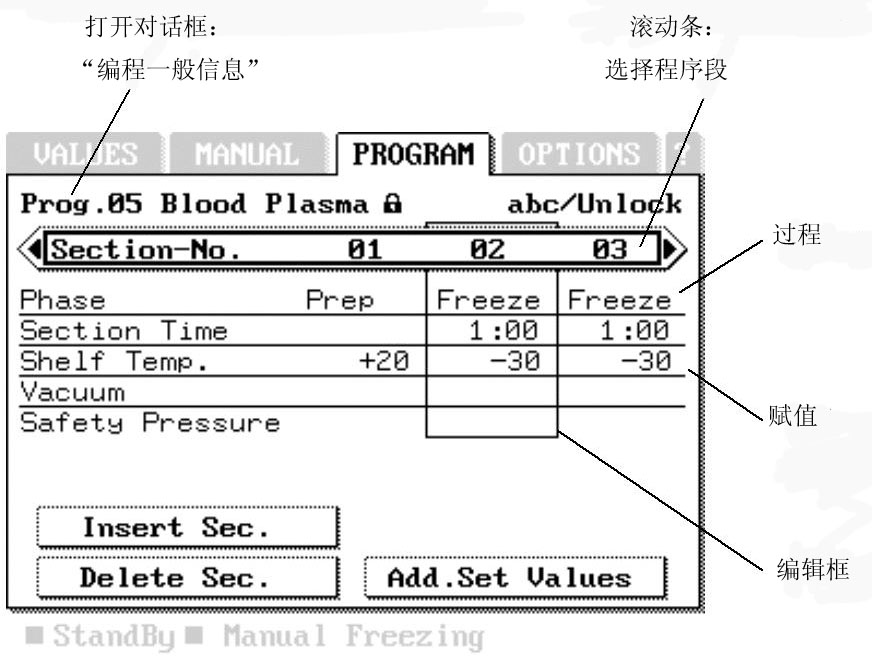 打开对话框：
“编程一般信息”
滚动条：
选择程序段
VALUES MANUAL PROGRAM OPTIONS ?
Prog.05 Blood Plasma abc/Unlock
Section-No. 01 02 03
过程
Phase Prep Freeze Freeze
Section Time 1:00 1:00
Shelf Temp. +20 -30 -30
Vacuum
赋值
Safety Pressure
Insert Sec.
Delete Sec. Add.Set Values
编辑框
StandBy Manual Freezing